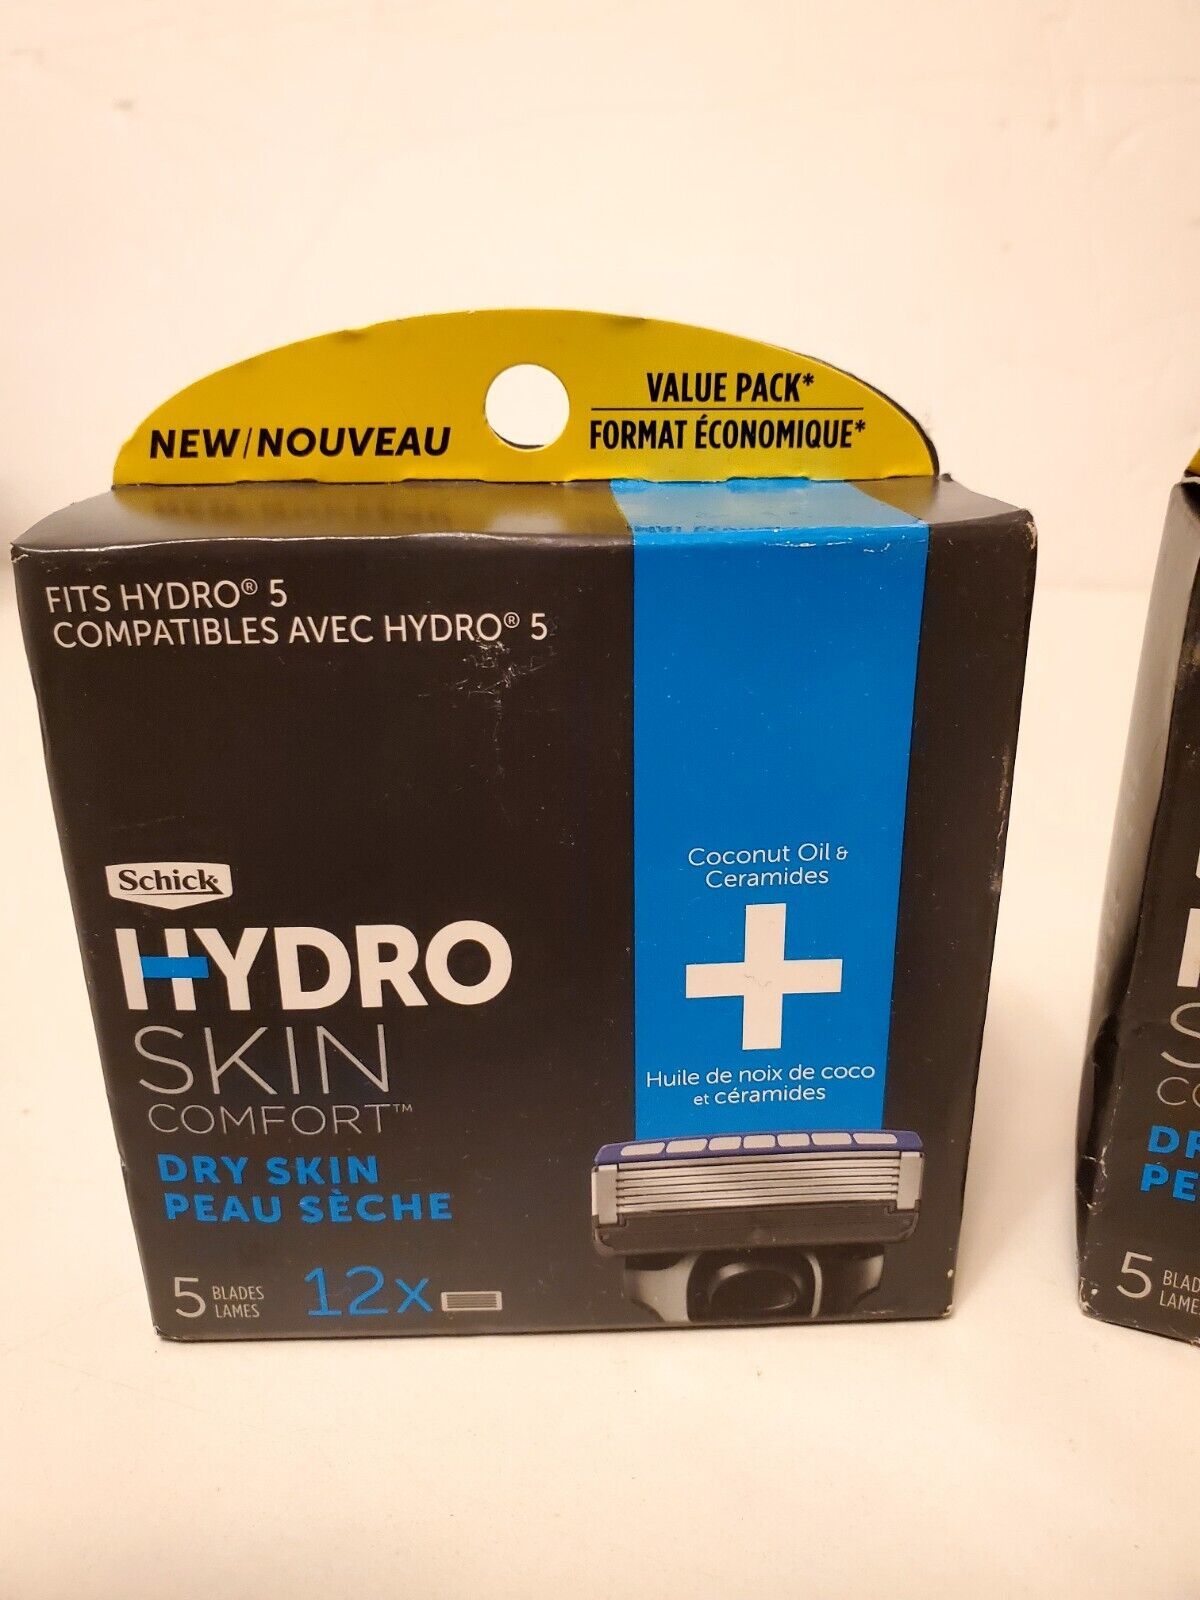 NEW/NOUVEAU
VALUE PACK*
FORMAT ÉCONOMIQUE*
FITS HYDRO® 5
COMPATIBLES AVEC HYDRO® 5
Coconut Oil &
Ceramides
Huile de noix de coco
et céramides
Schick
HYDRO
SKIN
COMFORT™
DRY SKIN
PEAU SÈCHE
5 BLADES
LAMES
12x
5